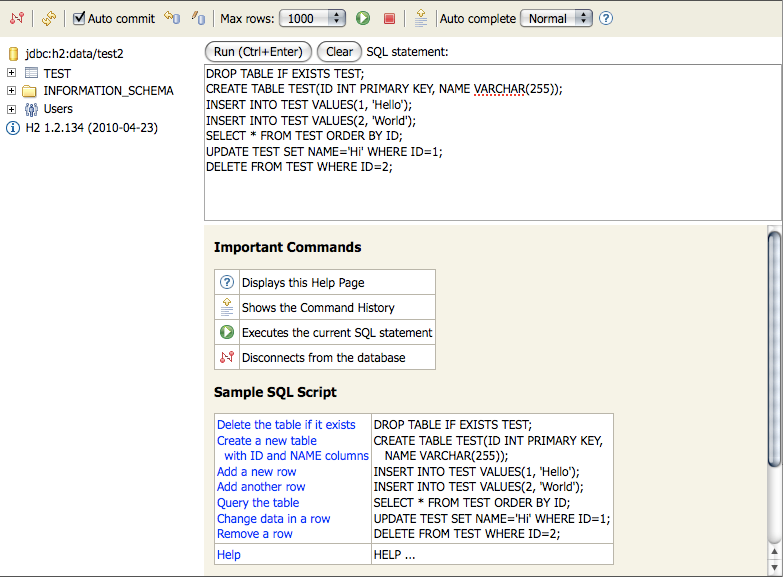 Auto commit Max rows: 1000 Auto complete Normal
jdbc:h2:data/test2
TEST
INFORMATION_SCHEMA
Users
H2 1.2.134 (2010-04-23)
Run (Ctrl+Enter) Clear SQL statement:
DROP TABLE IF EXISTS TEST;
CREATE TABLE TEST(ID INT PRIMARY KEY, NAME VARCHAR(255));
INSERT INTO TEST VALUES(1, 'Hello');
INSERT INTO TEST VALUES(2, 'World');
SELECT * FROM TEST ORDER BY ID;
UPDATE TEST SET NAME='Hi' WHERE ID=1;
DELETE FROM TEST WHERE ID=2;
Important Commands
Displays this Help Page
Shows the Command History
Executes the current SQL statement
Disconnects from the database
Sample SQL Script
Delete the table if it exists DROP TABLE IF EXISTS TEST;
Create a new table CREATE TABLE TEST(ID INT PRIMARY KEY,
with ID and NAME columns NAME VARCHAR(255));
Add a new row INSERT INTO TEST VALUES(1, 'Hello');
Add another row INSERT INTO TEST VALUES(2, 'World');
Query the table SELECT * FROM TEST ORDER BY ID;
Change data in a row UPDATE TEST SET NAME='Hi' WHERE ID=1;
Remove a row DELETE FROM TEST WHERE ID=2;
Help HELP ...